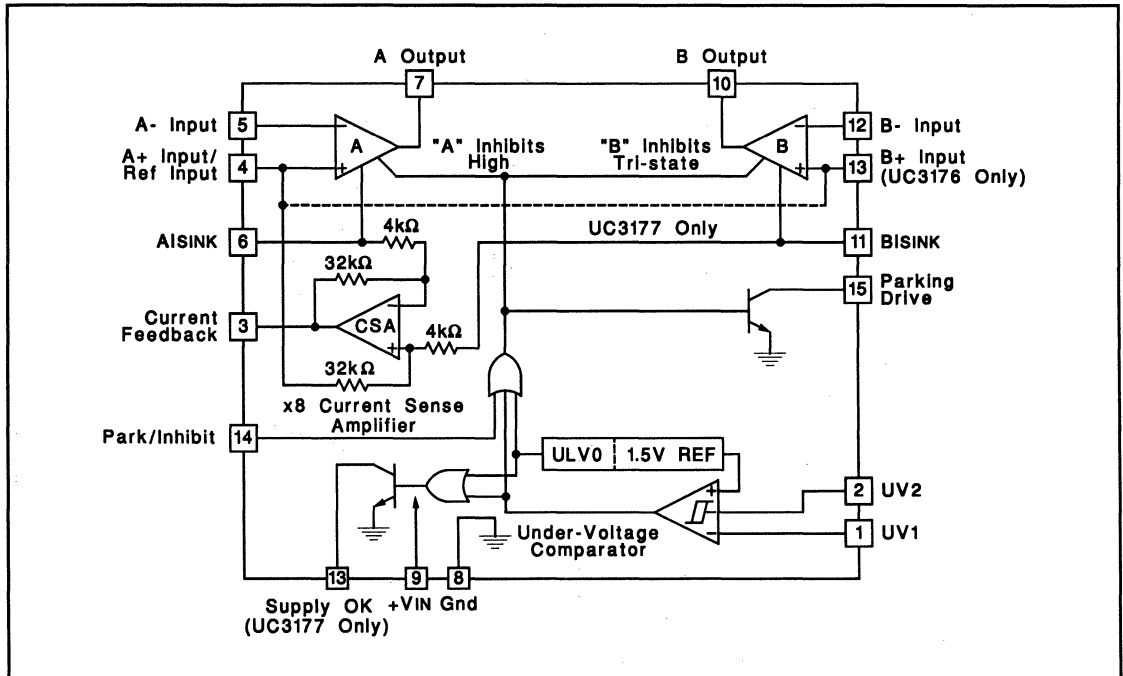 A Output
B Output
7
10
A- Input
5
12
B- Input
A
"A" Inhibits
High
"B" Inhibits
Tri-state
B
A+ Input/
Ref Input
4
13
B+ Input
(UC3176 Only)
AISINK
6
4kΩ
UC3177 Only
11
BISINK
32kΩ
15
Parking
Drive
Current
Feedback
3
CSA
4kΩ
32kΩ
x8 Current Sense
Amplifier
Park/Inhibit
14
ULV0
1.5V REF
2
UV2
Under-Voltage
Comparator
1
UV1
13
9
8
Supply OK
(UC3177 Only)
+VIN
Gnd